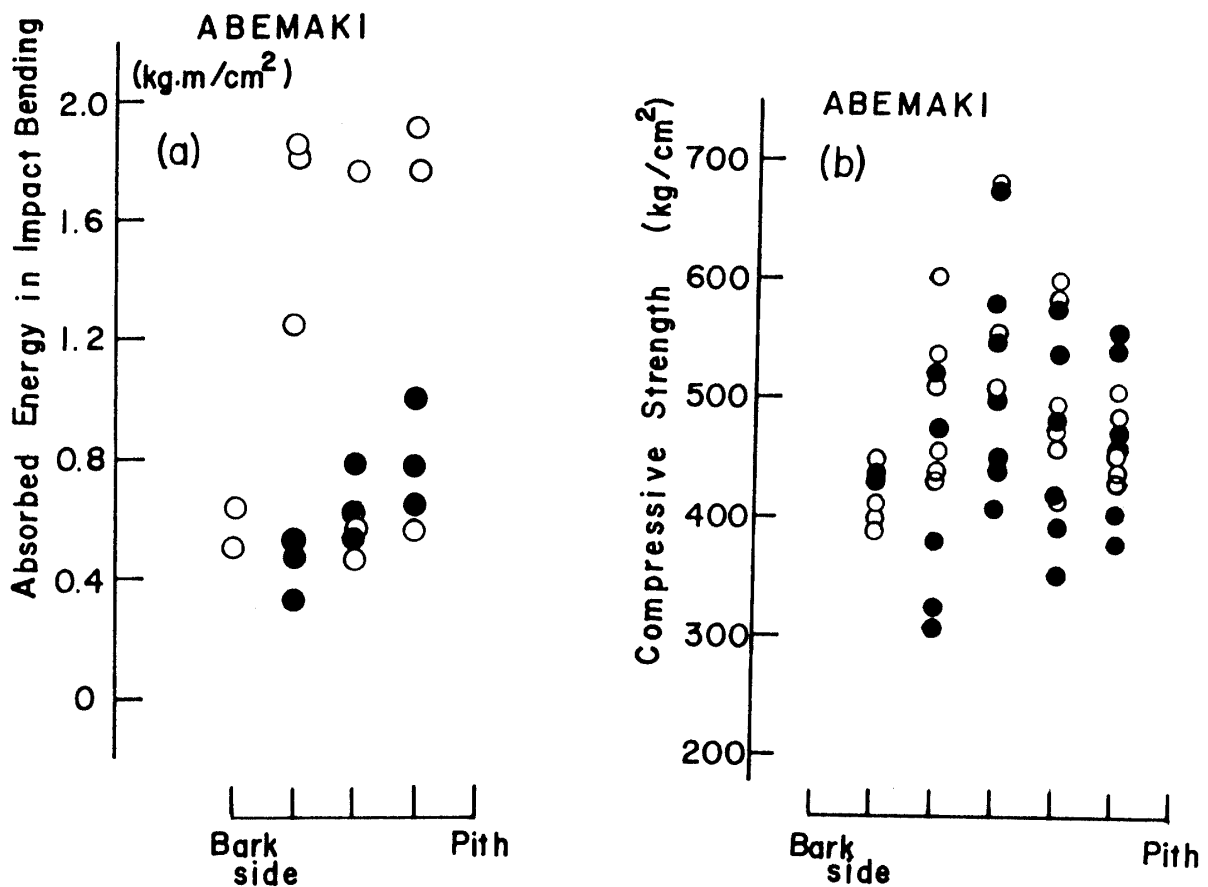 ABEMAKI
(kg.m/cm²)
Absorbed Energy in Impact Bending
(a)
2.0
1.6
1.2
0.8
0.4
0
Bark side
Pith
ABEMAKI
Compressive Strength (kg/cm²)
(b)
700
600
500
400
300
200
Bark side
Pith